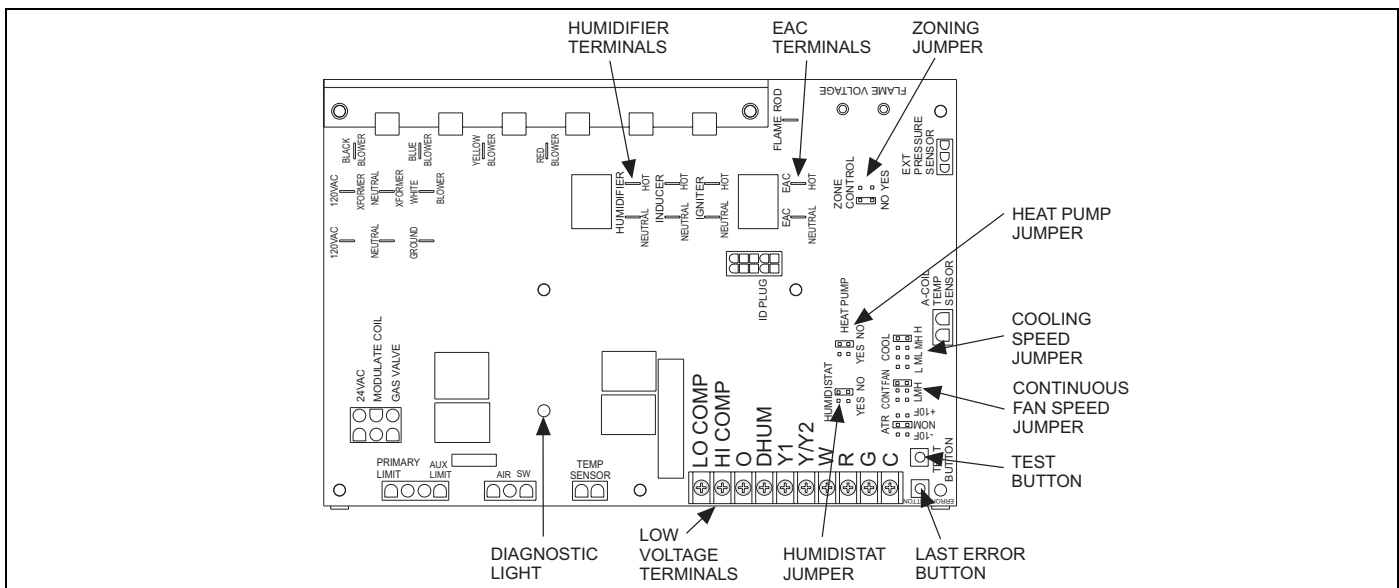 HUMIDIFIER
TERMINALS
EAC
TERMINALS
ZONING
JUMPER
FLAME ROD
FLAME VOLTAGE
EXT
PRESSURE
SENSOR
BLACK
BLOWER
BLUE
BLOWER
YELLOW
BLOWER
RED
BLOWER
120VAC
XFORMER
NEUTRAL
XFORMER
WHITE
BLOWER
HUMIDIFIER
HOT
INDUCER
HOT
IGNITER
HOT
EAC
HOT
ZONE
CONTROL
NO YES
120VAC
NEUTRAL
GROUND
NEUTRAL
NEUTRAL
NEUTRAL
EAC
NEUTRAL
HEAT PUMP
JUMPER
ID PLUG
HEAT PUMP
YES NO
A-COIL
TEMP
SENSOR
COOLING
SPEED
JUMPER
COOL
L ML MH H
24VAC
MODULATE COIL
GAS VALVE
HUMIDISTAT
YES NO
CONTFAN
LMH
CONTINUOUS
FAN SPEED
JUMPER
ATR
+10F
NOM
-10F
LO COMP
HI COMP
O
DHUM
Y1
Y/Y2
W
R
G
C
TEST
BUTTON
TEST
BUTTON
PRIMARY
LIMIT
AUX
LIMIT
AIR SW
TEMP
SENSOR
DIAGNOSTIC
LIGHT
LOW
VOLTAGE
TERMINALS
HUMIDISTAT
JUMPER
LAST ERROR
BUTTON